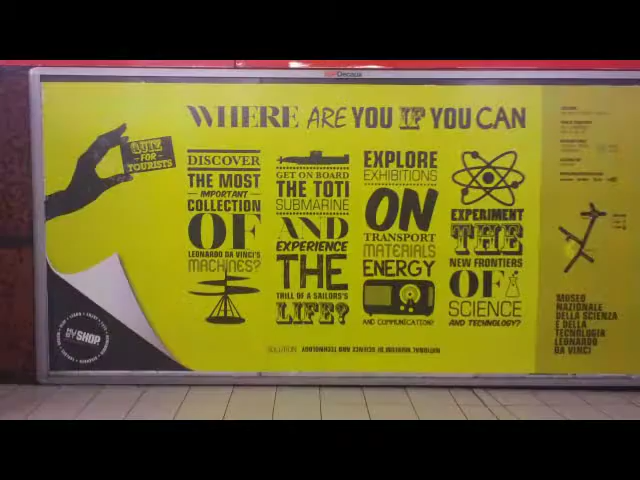 JCDecaux
WHERE ARE YOU IF YOU CAN
QUIZ
FOR
TOURISTS
DISCOVER
THE MOST
IMPORTANT
COLLECTION
OF
LEONARDO DA VINCI'S
MACHINES?
GET ON BOARD
THE TOTI
SUBMARINE
AND
EXPERIENCE
THE
THRILL OF A SAILORS'S
LIFE?
EXPLORE
EXHIBITIONS
ON
TRANSPORT
MATERIALS
ENERGY
AND COMMUNICATION?
EXPERIMENT
THE
NEW FRONTIERS
OF
SCIENCE
AND TECHNOLOGY?
SOLUTION: NATIONAL MUSEUM OF SCIENCE AND TECHNOLOGY
SHOP
MUSEO
NAZIONALE
DELLA SCIENZA
E DELLA
TECNOLOGIA
LEONARDO
DA VINCI